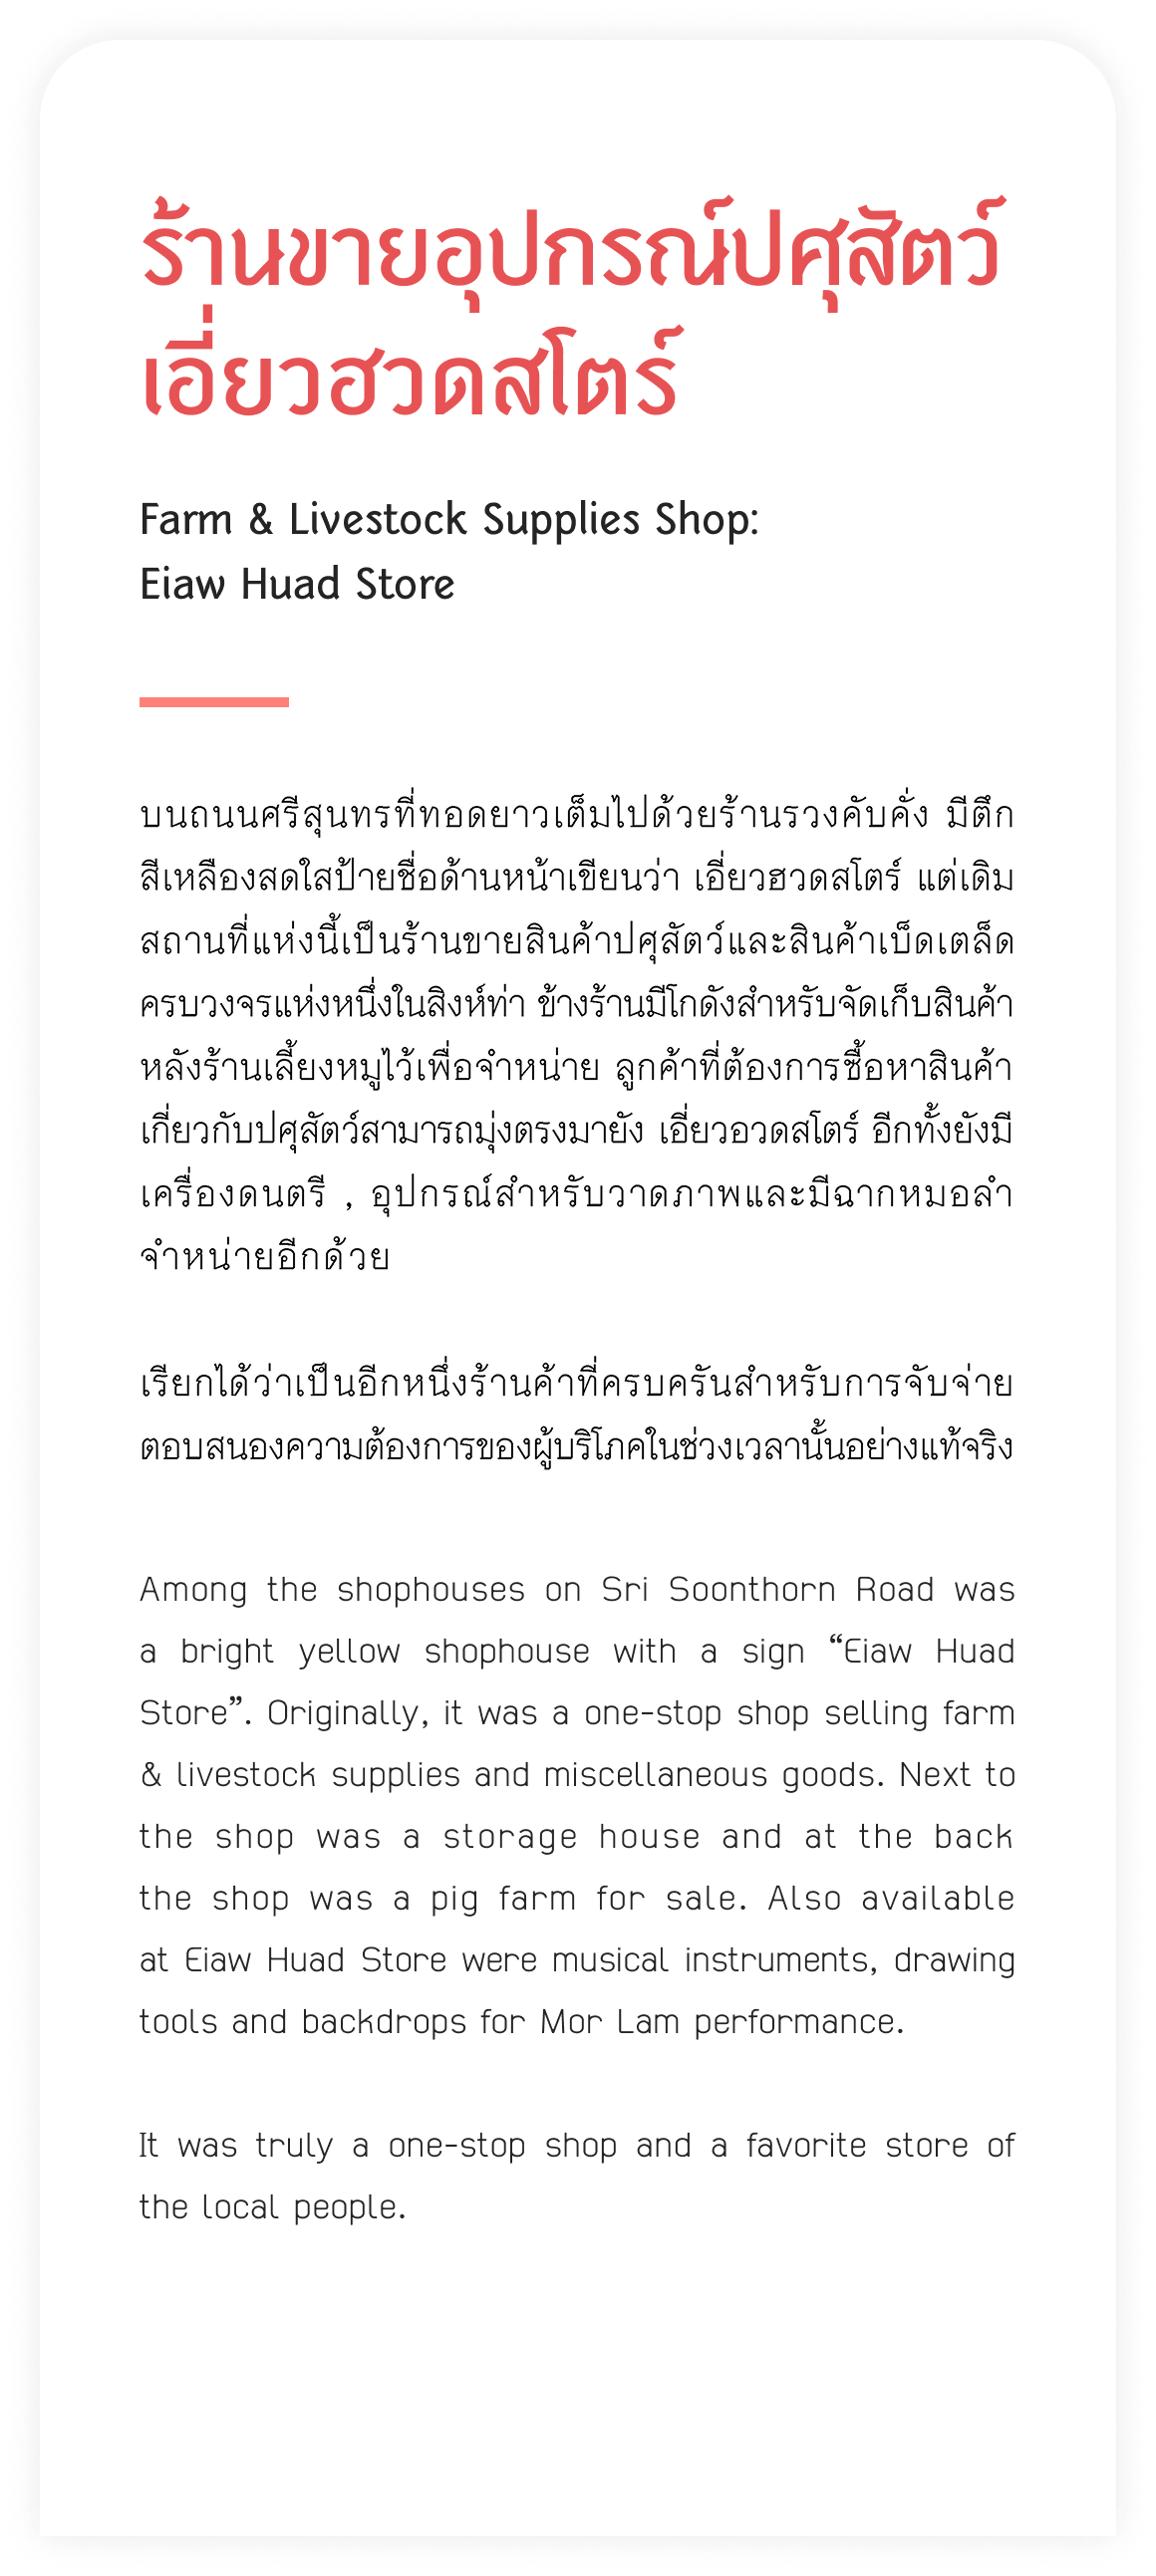 ร้านขายอุปกรณ์ปศุสัตว์
เอี่ยวฮวดสโตร์
Farm & Livestock Supplies Shop:
Eiaw Huad Store
บนถนนศรีสุนทรที่ทอดยาวเต็มไปด้วยร้านรวงคับคั่ง มีตึก
สีเหลืองสดใสป้ายชื่อด้านหน้าเขียนว่า เอี่ยวฮวดสโตร์ แต่เดิม
สถานที่แห่งนี้เป็นร้านขายสินค้าปศุสัตว์และสินค้าเบ็ดเตล็ด
ครบวงจรแห่งหนึ่งในสิงห์ท่า ข้างร้านมีโกดังสำหรับจัดเก็บสินค้า
หลังร้านเลี้ยงหมูไว้เพื่อจำหน่าย ลูกค้าที่ต้องการซื้อหาสินค้า
เกี่ยวกับปศุสัตว์สามารถมุ่งตรงมายัง เอี่ยวอวดสโตร์ อีกทั้งยังมี
เครื่องดนตรี , อุปกรณ์สำหรับวาดภาพและมีฉากหมอลำ
จำหน่ายอีกด้วย
เรียกได้ว่าเป็นอีกหนึ่งร้านค้าที่ครบครันสำหรับการจับจ่าย
ตอบสนองความต้องการของผู้บริโภคในช่วงเวลานั้นอย่างแท้จริง
Among the shophouses on Sri Soonthorn Road was
a bright yellow shophouse with a sign “Eiaw Huad
Store”. Originally, it was a one-stop shop selling farm
& livestock supplies and miscellaneous goods. Next to
the shop was a storage house and at the back
the shop was a pig farm for sale. Also available
at Eiaw Huad Store were musical instruments, drawing
tools and backdrops for Mor Lam performance.
It was truly a one-stop shop and a favorite store of
the local people.